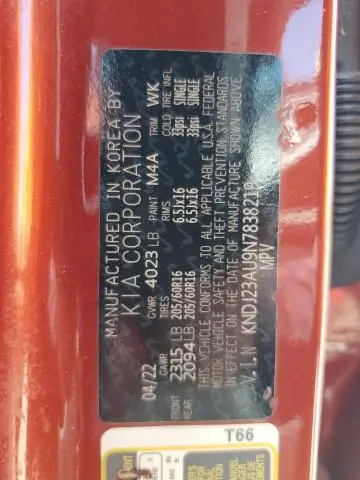 MANUFACTURED IN KOREA BY
KIA CORPORATION
04/22 GVWR 4023 LB PAINT M4A TRIM WK
GAWR TIRES COLD TIRE INFL
FRONT 2315 LB 205/60R16 6.5Jx16 33psi SINGLE
REAR 2094 LB 205/60R16 6.5Jx16 33psi SINGLE
THIS VEHICLE CONFORMS TO ALL APPLICABLE U.S.A. FEDERAL
MOTOR VEHICLE SAFETY AND THEFT PREVENTION STANDARDS
IN EFFECT ON THE DATE OF MANUFACTURE SHOWN ABOVE.
V.I.N KNDJ23AU9N7838219
MPV
T66